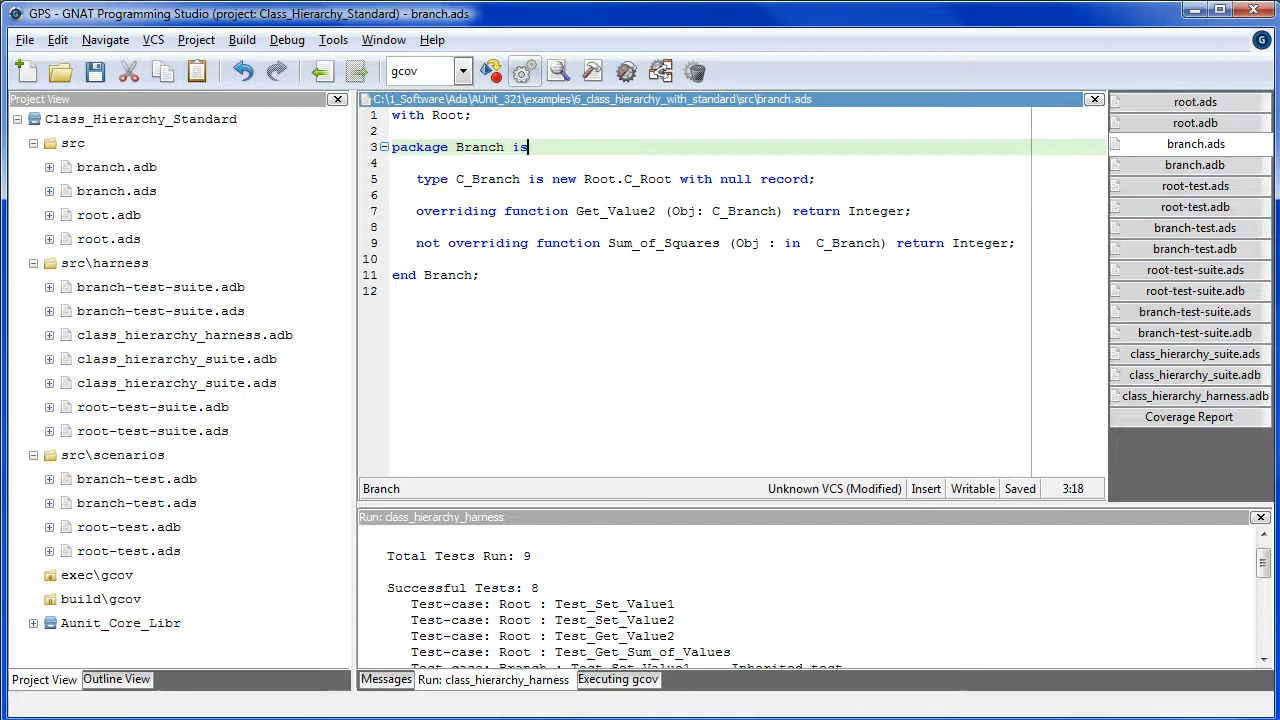 GPS - GNAT Programming Studio (project: Class_Hierarchy_Standard) - branch.ads
File Edit Navigate VCS Project Build Debug Tools Window Help
gcov
Project View
Class_Hierarchy_Standard
src
branch.adb
branch.ads
root.adb
root.ads
src\harness
branch-test-suite.adb
branch-test-suite.ads
class_hierarchy_harness.adb
class_hierarchy_suite.adb
class_hierarchy_suite.ads
root-test-suite.adb
root-test-suite.ads
src\scenarios
branch-test.adb
branch-test.ads
root-test.adb
root-test.ads
exec\gcov
build\gcov
Aunit_Core_Libr
Project View Outline View
C:\1_Software\Ada\AUnit_321\examples\6_class_hierarchy_with_standard\src\branch.ads
1 with Root;
2
3 package Branch is
4
5 type C_Branch is new Root.C_Root with null record;
6
7 overriding function Get_Value2 (Obj: C_Branch) return Integer;
8
9 not overriding function Sum_of_Squares (Obj : in  C_Branch) return Integer;
10
11 end Branch;
12
Branch Unknown VCS (Modified) Insert Writable Saved 3:18
root.ads
root.adb
branch.ads
branch.adb
root-test.ads
root-test.adb
branch-test.ads
branch-test.adb
root-test-suite.ads
root-test-suite.adb
branch-test-suite.ads
branch-test-suite.adb
class_hierarchy_suite.ads
class_hierarchy_suite.adb
class_hierarchy_harness.adb
Coverage Report
Run: class_hierarchy_harness
Total Tests Run: 9
Successful Tests: 8
Test-case: Root : Test_Set_Value1
Test-case: Root : Test_Set_Value2
Test-case: Root : Test_Get_Value2
Test-case: Root : Test_Get_Sum_of_Values
Test-case: Branch : Test_Set_Value1 Inherited test
Messages Run: class_hierarchy_harness Executing gcov